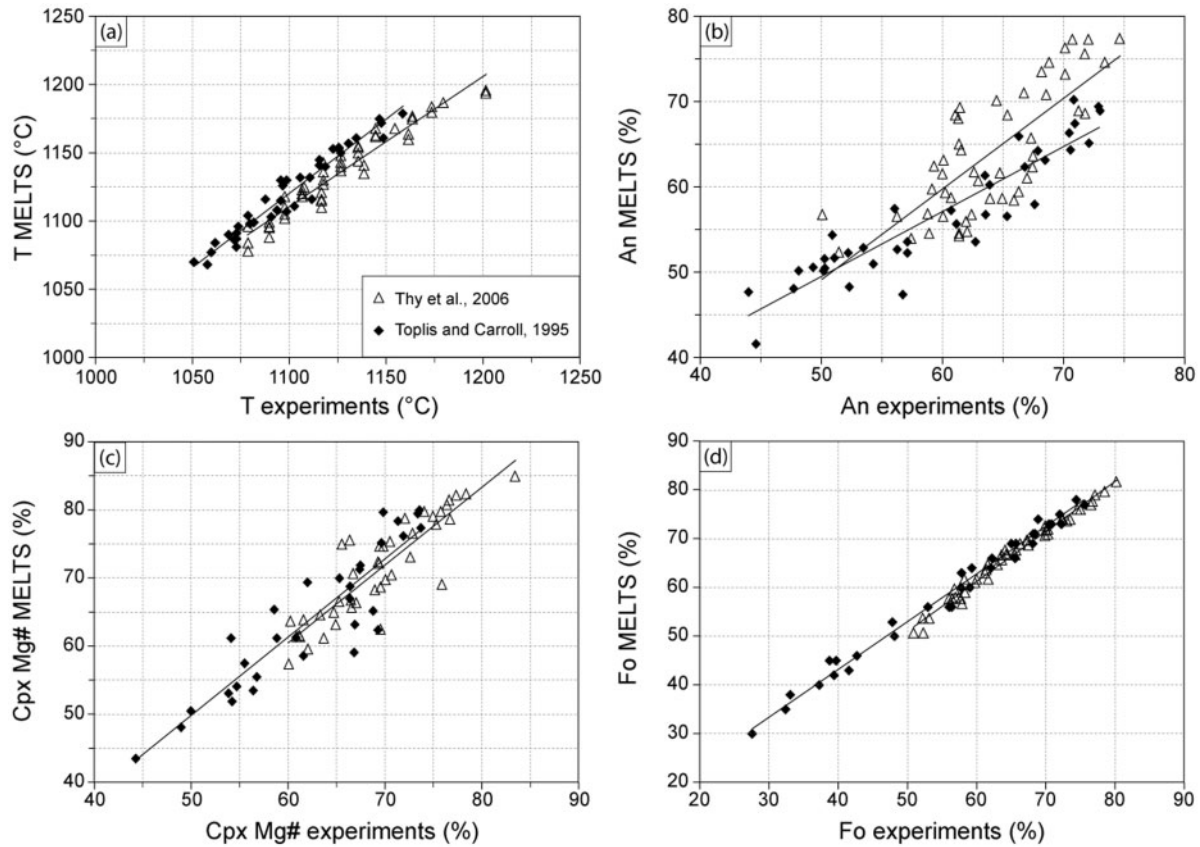 (a)
1250
1200
1150
1100
1050
1000
T MELTS (°C)
1000 1050 1100 1150 1200 1250
T experiments (°C)
Thy et al., 2006
Toplis and Carroll, 1995
(b)
80
70
60
50
40
An MELTS (%)
40 50 60 70 80
An experiments (%)
(c)
90
80
70
60
50
40
Cpx Mg# MELTS (%)
40 50 60 70 80 90
Cpx Mg# experiments (%)
(d)
90
80
70
60
50
40
30
20
Fo MELTS (%)
20 30 40 50 60 70 80 90
Fo experiments (%)